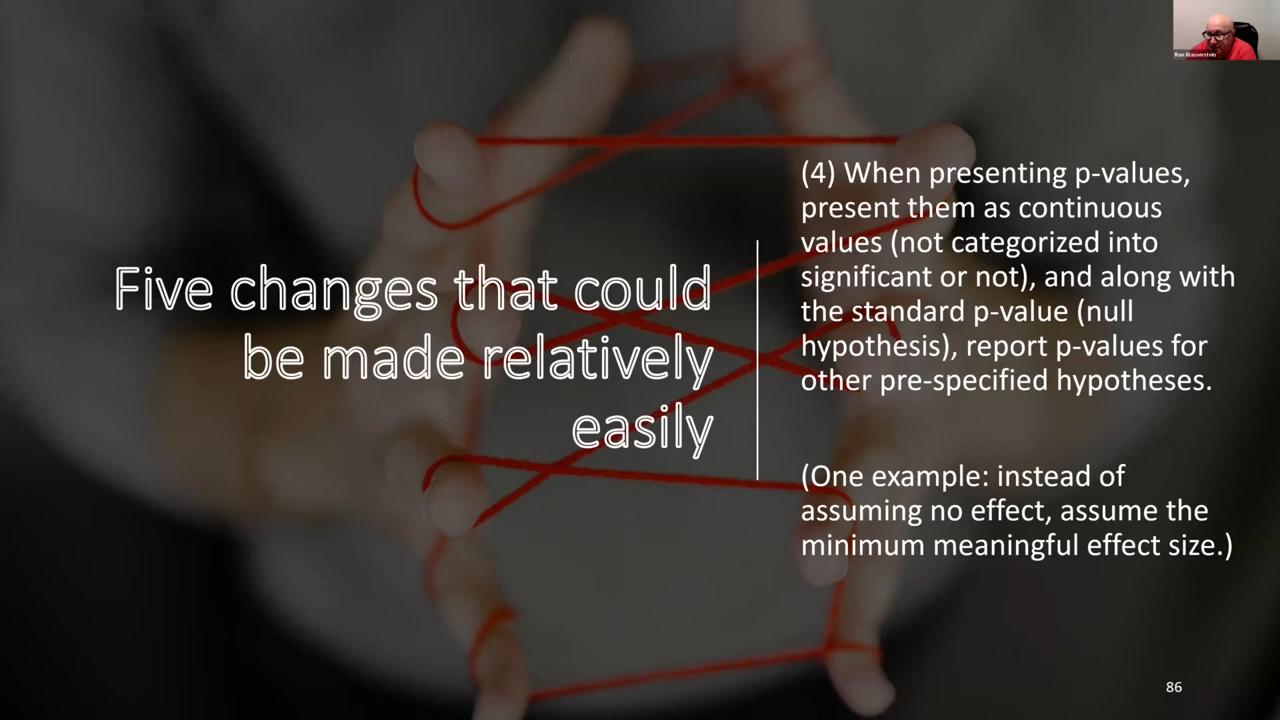 Ron Wasserstein
Five changes that could
be made relatively
easily
(4) When presenting p-values,
present them as continuous
values (not categorized into
significant or not), and along with
the standard p-value (null
hypothesis), report p-values for
other pre-specified hypotheses.
(One example: instead of
assuming no effect, assume the
minimum meaningful effect size.)
86